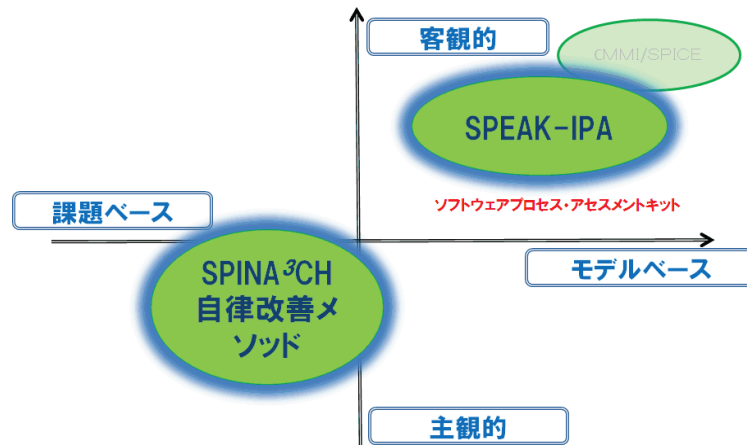 客観的
CMMI/SPICE
SPEAK-IPA
ソフトウェアプロセス・アセスメントキット
課題ベース
モデルベース
SPINA³CH
自律改善メ
ソッド
主観的